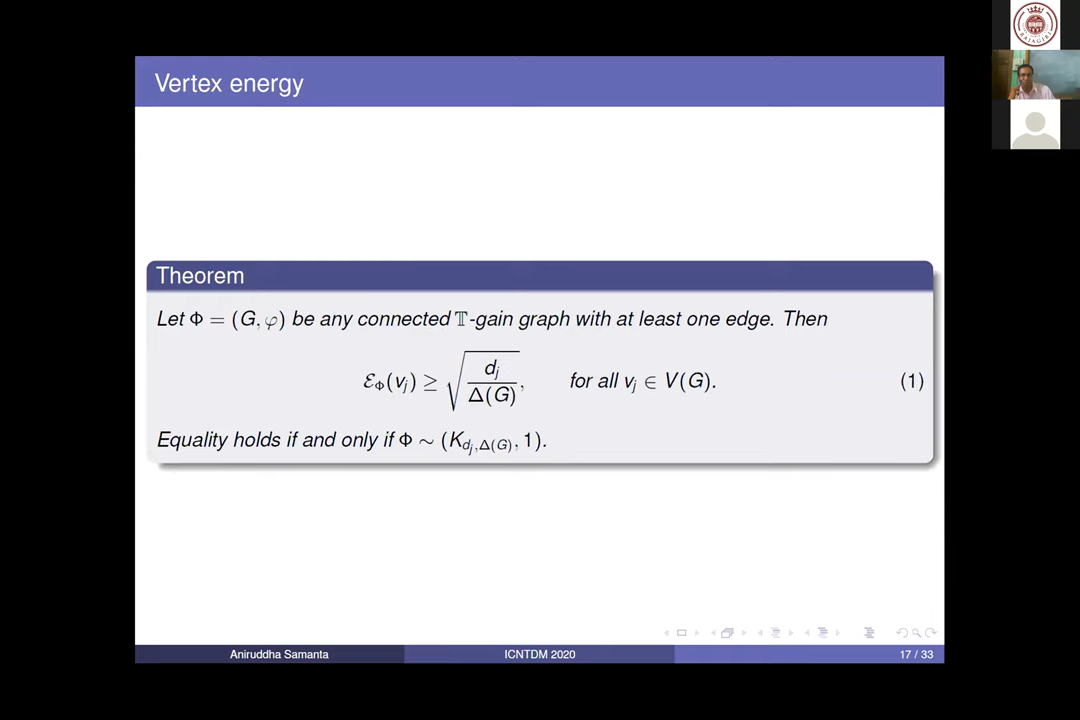 Vertex energy
Theorem
Let Φ = (G, φ) be any connected 𝕋-gain graph with at least one edge. Then
ℰ_Φ(v_j) ≥ √(d_j / Δ(G)), for all v_j ∈ V(G). (1)
Equality holds if and only if Φ ∼ (K_{d_j,Δ(G)}, 1).
Aniruddha Samanta ICNTDM 2020 17 / 33